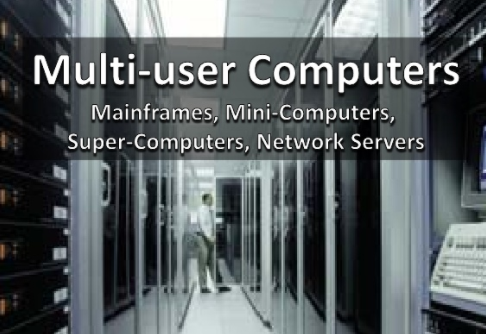 Multi-user Computers
Mainframes, Mini-Computers,
Super-Computers, Network Servers